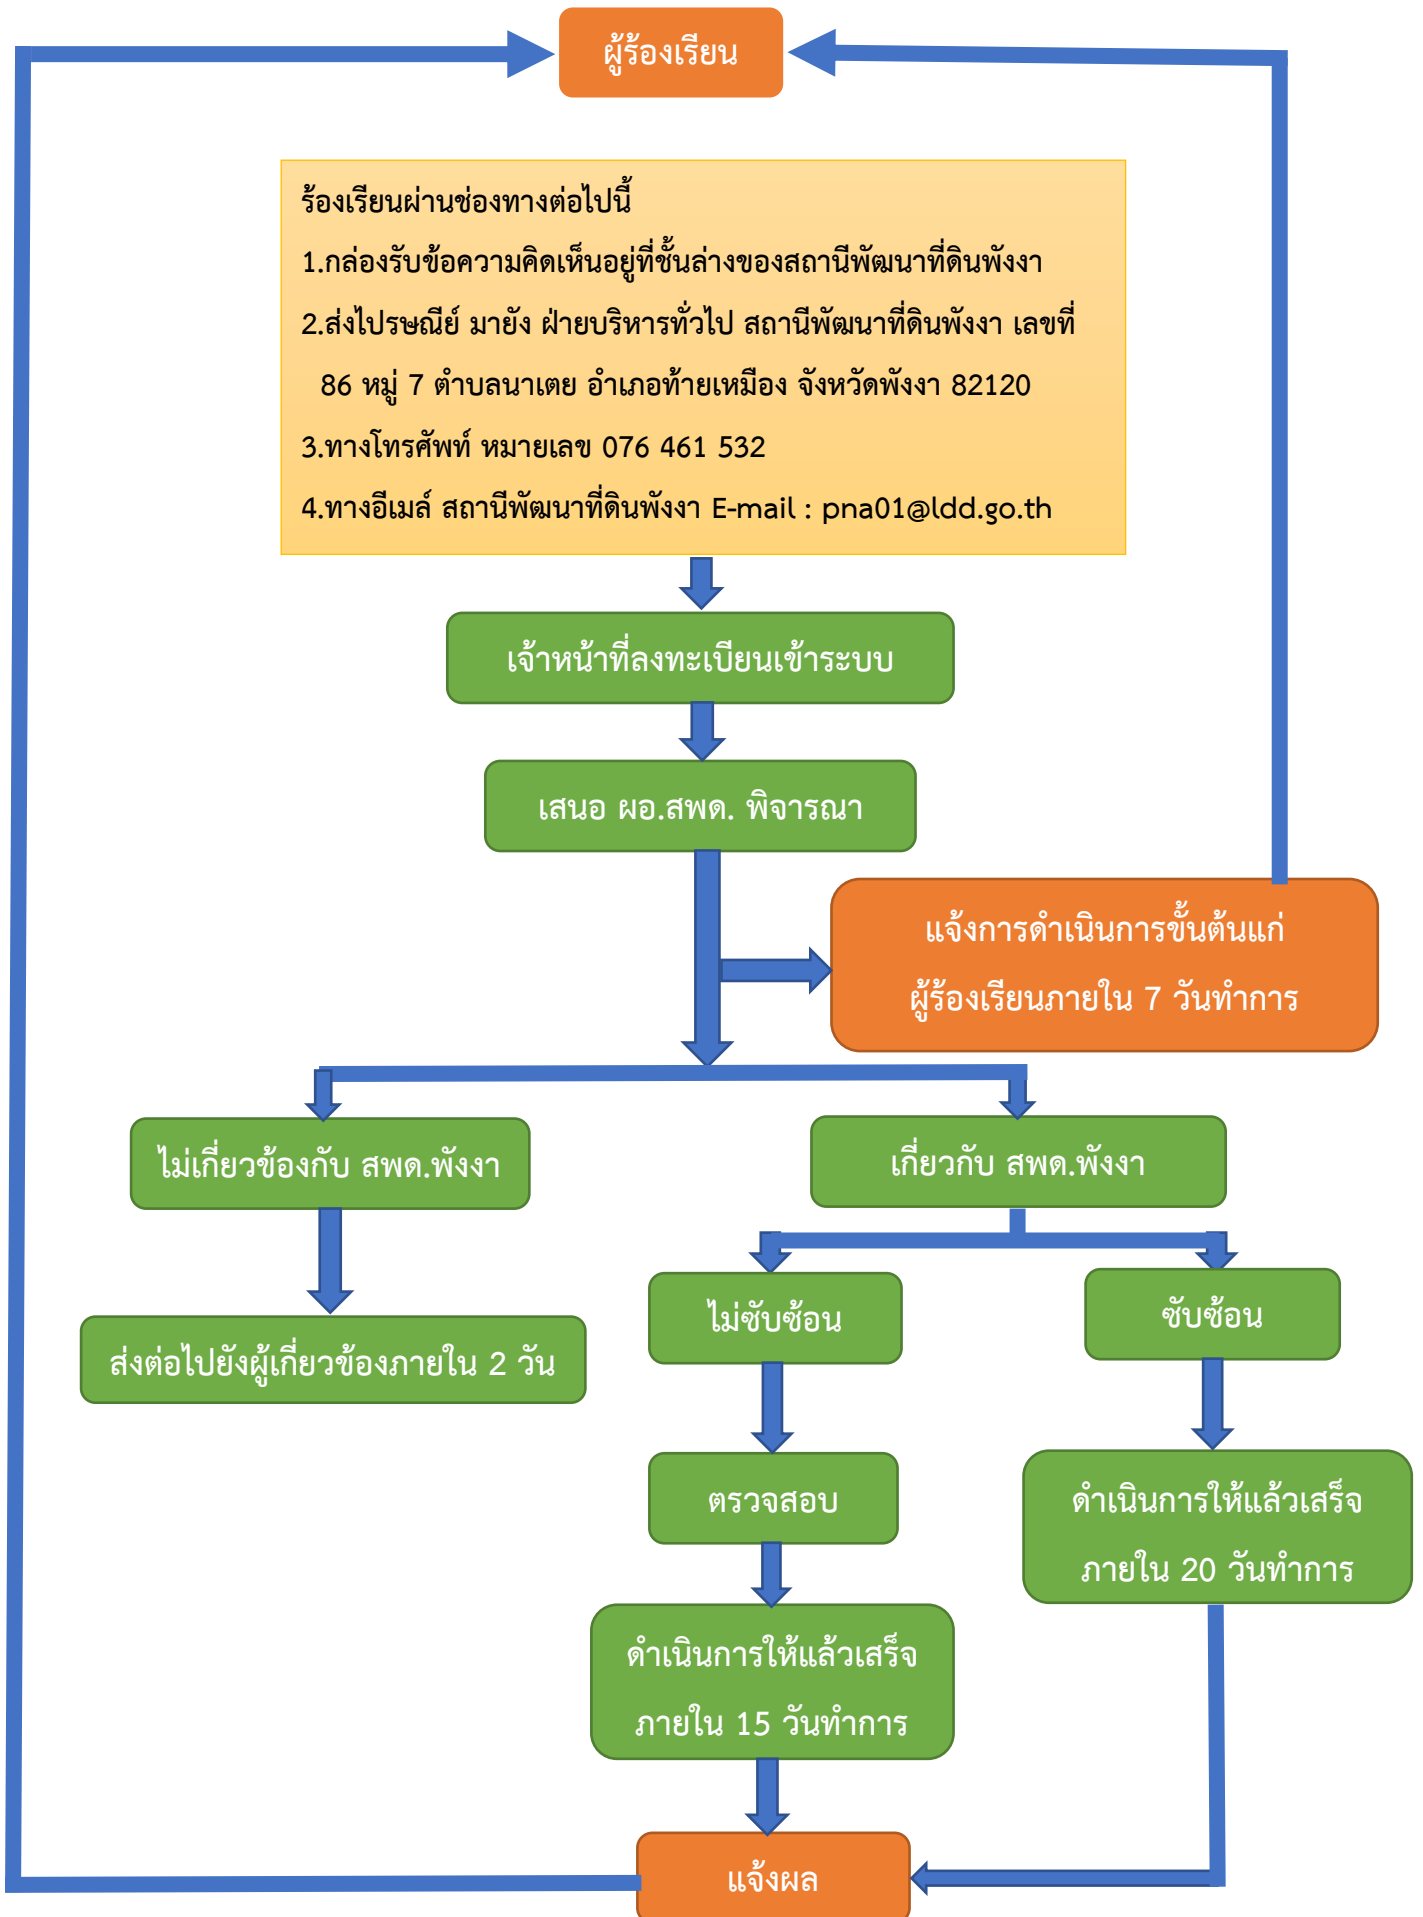 ผู้ร้องเรียน
ร้องเรียนผ่านช่องทางต่อไปนี้
1.กล่องรับข้อความคิดเห็นอยู่ที่ชั้นล่างของสถานีพัฒนาที่ดินพังงา
2.ส่งไปรษณีย์ มายัง ฝ่ายบริหารทั่วไป สถานีพัฒนาที่ดินพังงา เลขที่
86 หมู่ 7 ตำบลนาเตย อำเภอท้ายเหมือง จังหวัดพังงา 82120
3.ทางโทรศัพท์ หมายเลข 076 461 532
4.ทางอีเมล์ สถานีพัฒนาที่ดินพังงา E-mail : pna01@ldd.go.th
เจ้าหน้าที่ลงทะเบียนเข้าระบบ
เสนอ ผอ.สพด. พิจารณา
แจ้งการดำเนินการขั้นต้นแก่
ผู้ร้องเรียนภายใน 7 วันทำการ
ไม่เกี่ยวข้องกับ สพด.พังงา
เกี่ยวกับ สพด.พังงา
ไม่ซับซ้อน
ซับซ้อน
ส่งต่อไปยังผู้เกี่ยวข้องภายใน 2 วัน
ตรวจสอบ
ดำเนินการให้แล้วเสร็จ
ภายใน 20 วันทำการ
ดำเนินการให้แล้วเสร็จ
ภายใน 15 วันทำการ
แจ้งผล